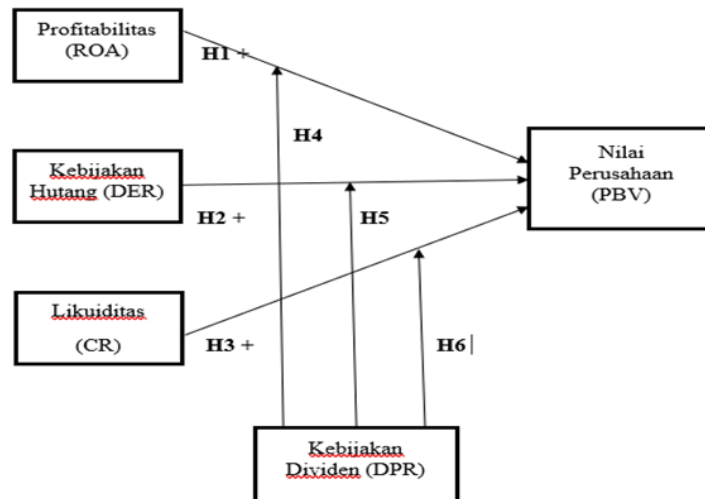 Profitabilitas
(ROA)
H1 +
H4
Kebijakan
Hutang (DER)
H2 +
H5
Nilai
Perusahaan
(PBV)
Likuiditas
(CR)
H3 +
H6
Kebijakan
Dividen (DPR)